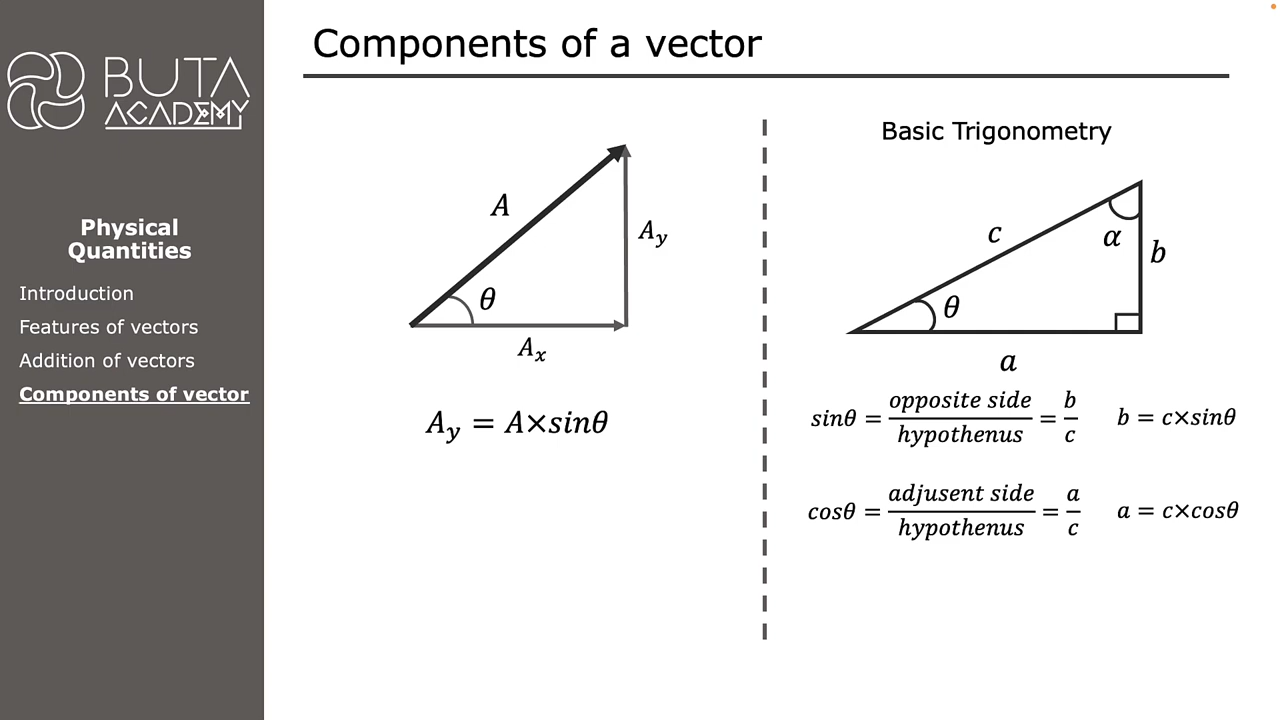 BUTA
ACADEMY
Physical
Quantities
Introduction
Features of vectors
Addition of vectors
Components of vector
Components of a vector
A
A_y
θ
A_x
A_y = A×sinθ
Basic Trigonometry
c
α
b
θ
a
sinθ = opposite side / hypothenus = b / c b = c×sinθ
cosθ = adjusent side / hypothenus = a / c a = c×cosθ